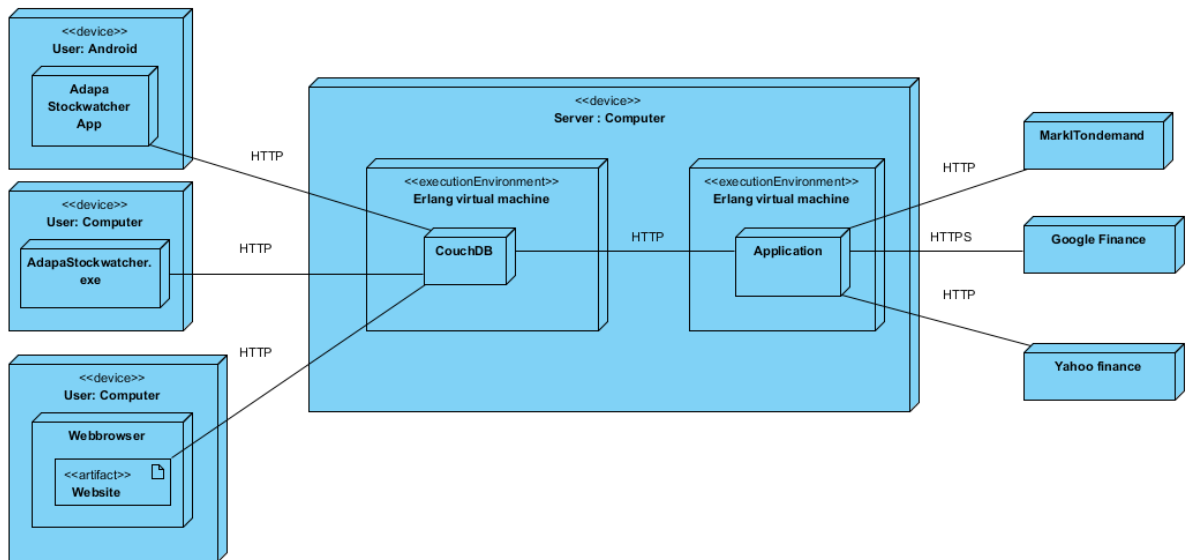 <<device>>
User: Android
Adapa
Stockwatcher
App
HTTP
<<device>>
User: Computer
AdapaStockwatcher.
exe
HTTP
<<device>>
User: Computer
Webbrowser
<<artifact>>
Website
HTTP
<<device>>
Server : Computer
<<executionEnvironment>>
Erlang virtual machine
CouchDB
HTTP
<<executionEnvironment>>
Erlang virtual machine
Application
HTTP
MarkITondemand
HTTPS
Google Finance
HTTP
Yahoo finance